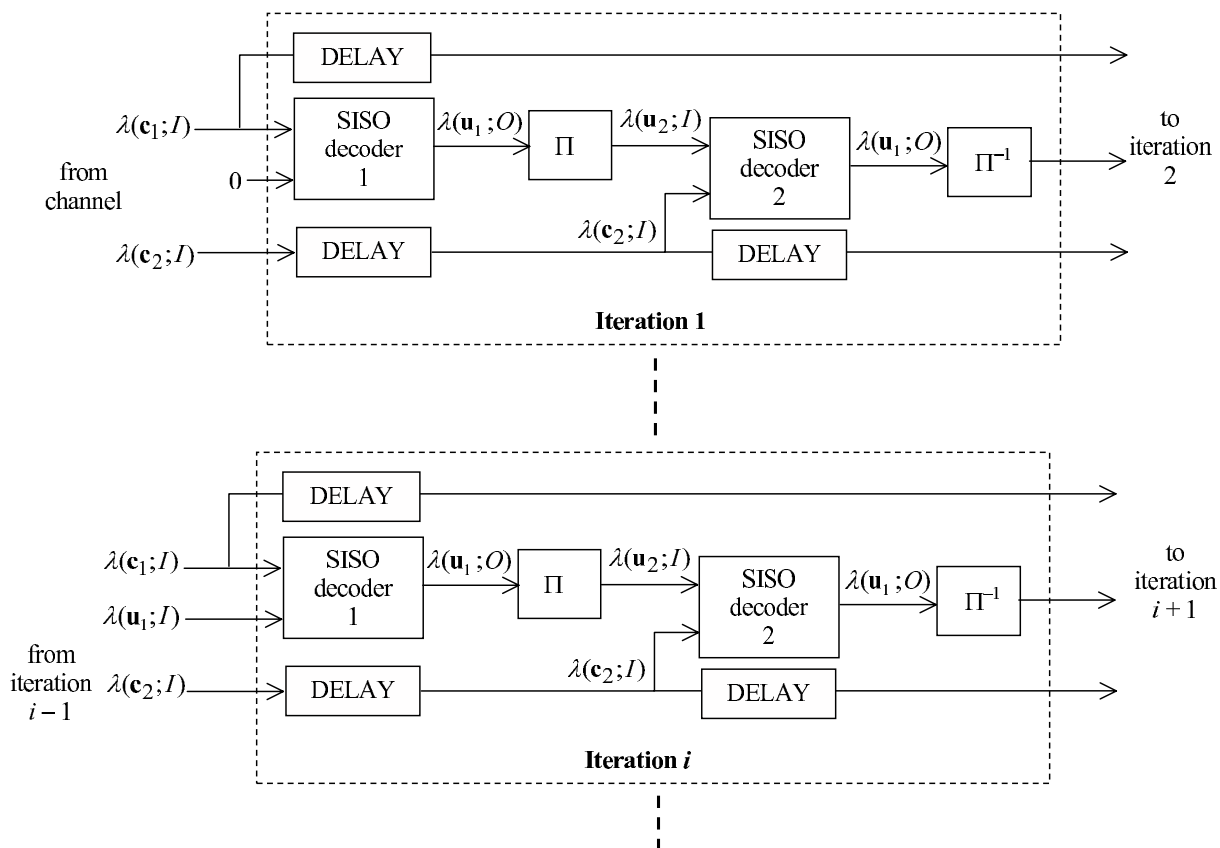 DELAY
λ(c₁;I)
SISO
decoder
1
λ(u₁;O)
Π
λ(u₂;I)
SISO
decoder
2
λ(u₁;O)
Π⁻¹
to
iteration
2
from
channel
0
λ(c₂;I)
DELAY
λ(c₂;I)
DELAY
Iteration 1
DELAY
λ(c₁;I)
SISO
decoder
1
λ(u₁;O)
Π
λ(u₂;I)
SISO
decoder
2
λ(u₁;O)
Π⁻¹
to
iteration
i + 1
λ(u₁;I)
from
iteration
i − 1
λ(c₂;I)
DELAY
λ(c₂;I)
DELAY
Iteration i